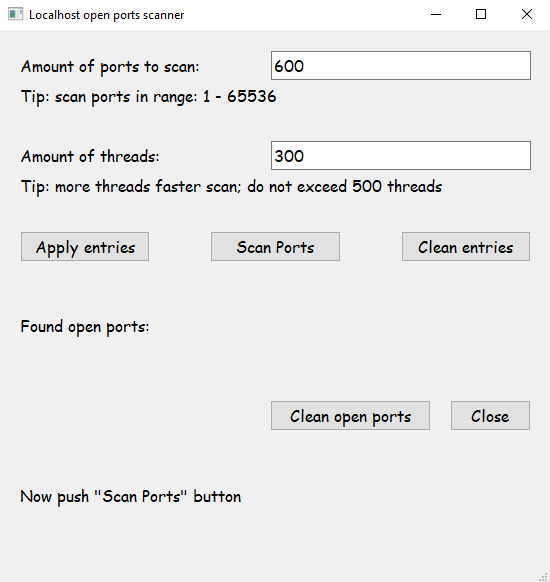 Localhost open ports scanner
Amount of ports to scan: 600
Tip: scan ports in range: 1 - 65536
Amount of threads: 300
Tip: more threads faster scan; do not exceed 500 threads
Apply entries Scan Ports Clean entries
Found open ports:
Clean open ports Close
Now push "Scan Ports" button